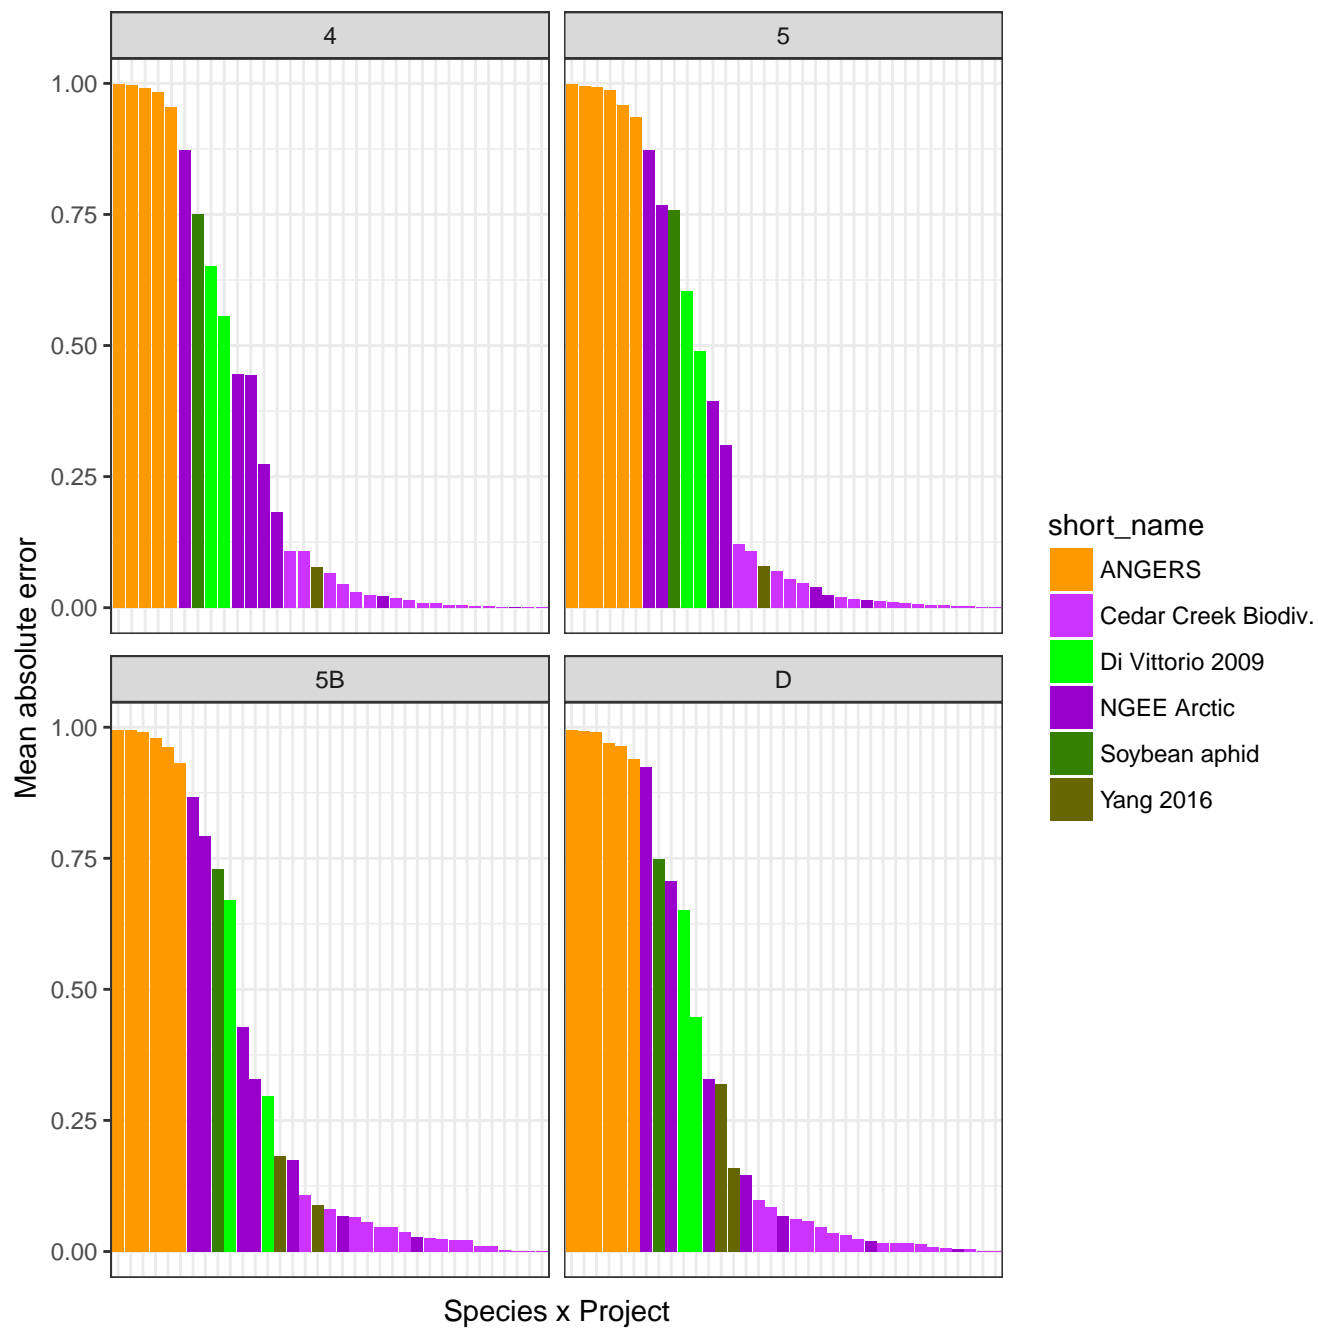 4
5
1.00
0.75
0.50
0.25
0.00
5B
D
1.00
0.75
0.50
0.25
0.00
Mean absolute error
Species x Project
short_name
ANGERS
Cedar Creek Biodiv.
Di Vittorio 2009
NGEE Arctic
Soybean aphid
Yang 2016